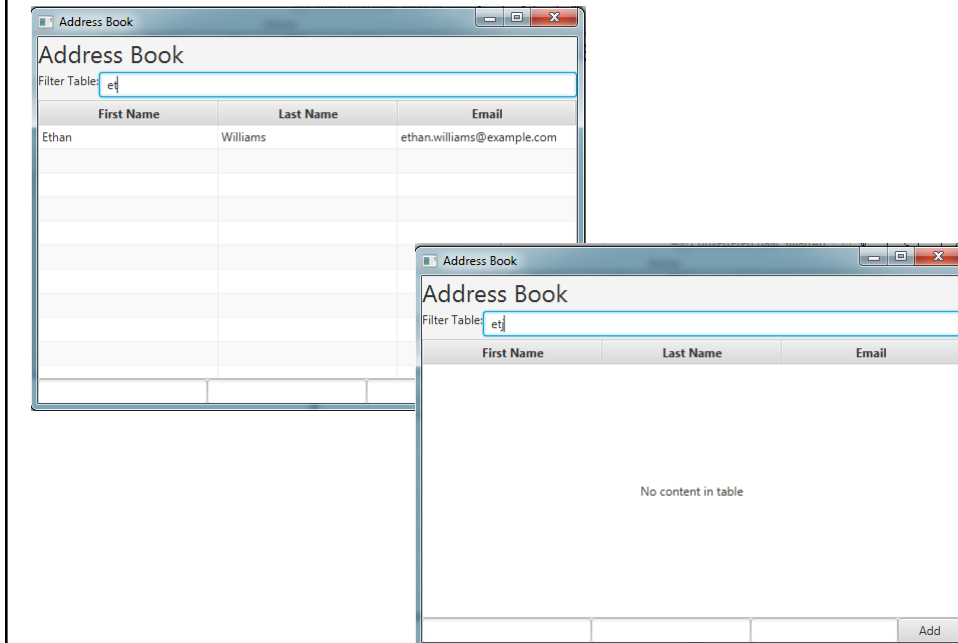 Address Book
Address Book
Filter Table: et
First Name Last Name Email
Ethan Williams ethan.williams@example.com
Address Book
Address Book
Filter Table: etj
First Name Last Name Email
No content in table
Add